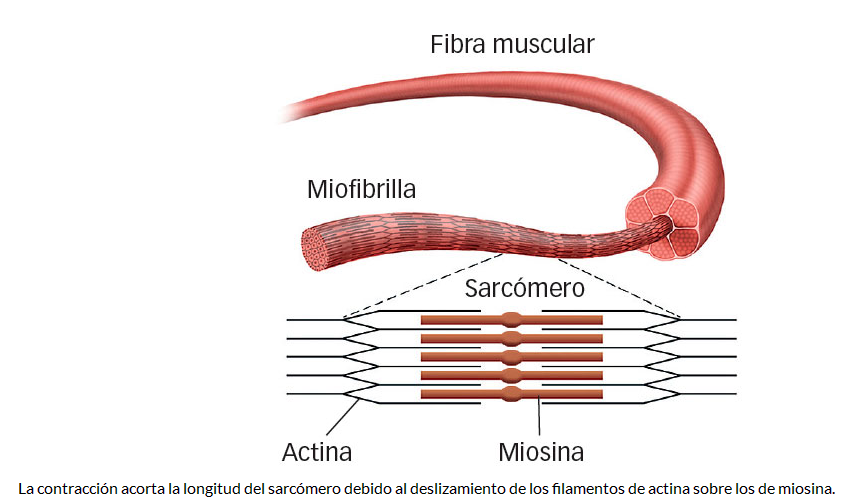 Fibra muscular
Miofibrilla
Sarcómero
Actina
Miosina
La contracción acorta la longitud del sarcómero debido al deslizamiento de los filamentos de actina sobre los de miosina.